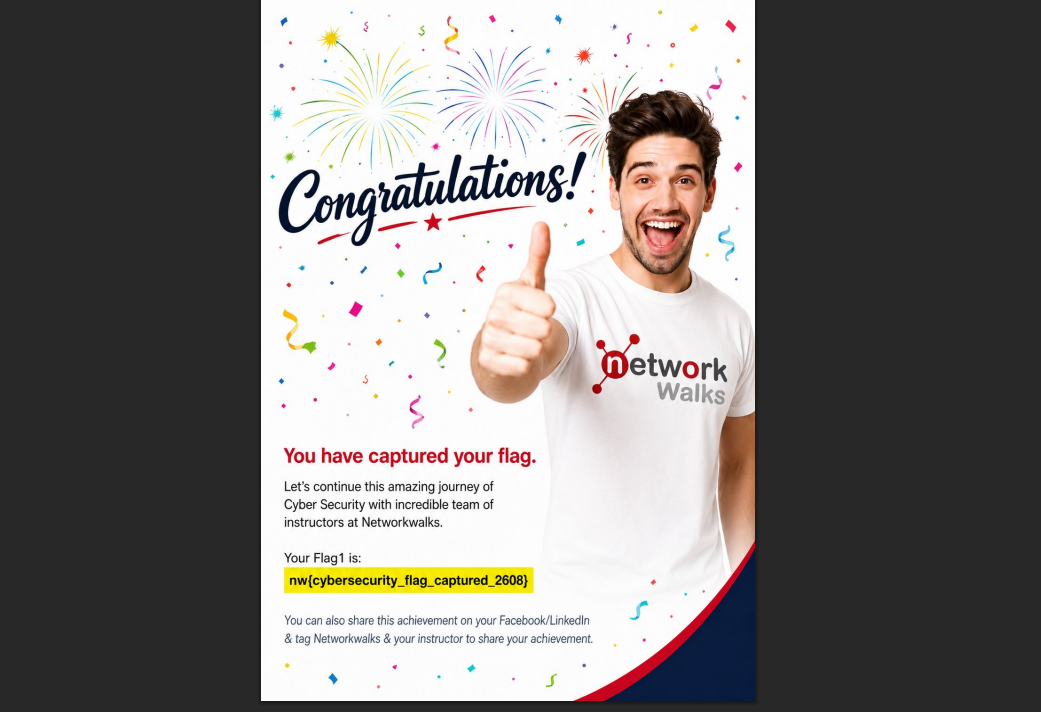 Congratulations!
network
Walks
You have captured your flag.
Let's continue this amazing journey of
Cyber Security with incredible team of
instructors at Networkwalks.
Your Flag1 is:
nw{cybersecurity_flag_captured_2608}
You can also share this achievement on your Facebook/LinkedIn
& tag Networkwalks & your instructor to share your achievement.